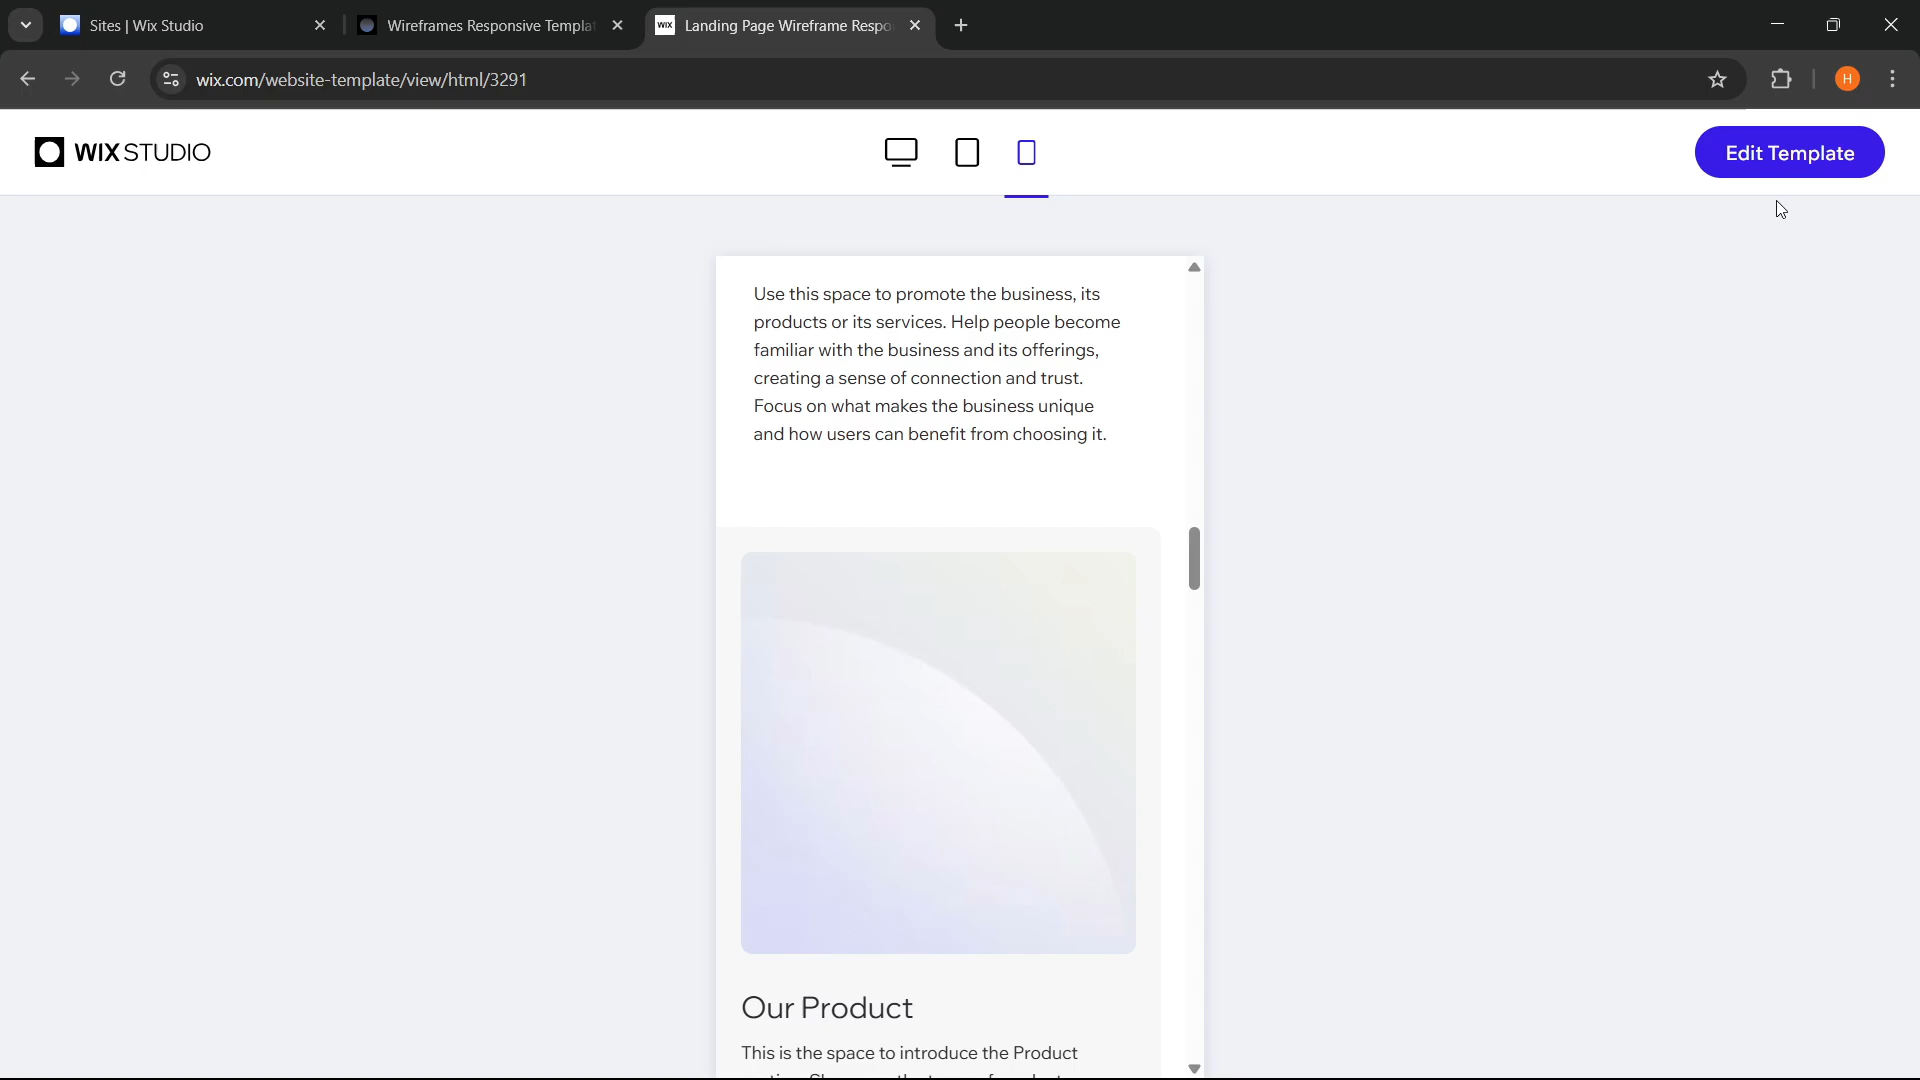 Sites | Wix Studio
Wireframes Responsive Templa
WIX
Landing Page Wireframe Respo
wix.com/website-template/view/html/3291
H
WIX STUDIO
Edit Template
Use this space to promote the business, its
products or its services. Help people become
familiar with the business and its offerings,
creating a sense of connection and trust.
Focus on what makes the business unique
and how users can benefit from choosing it.
Our Product
This is the space to introduce the Product